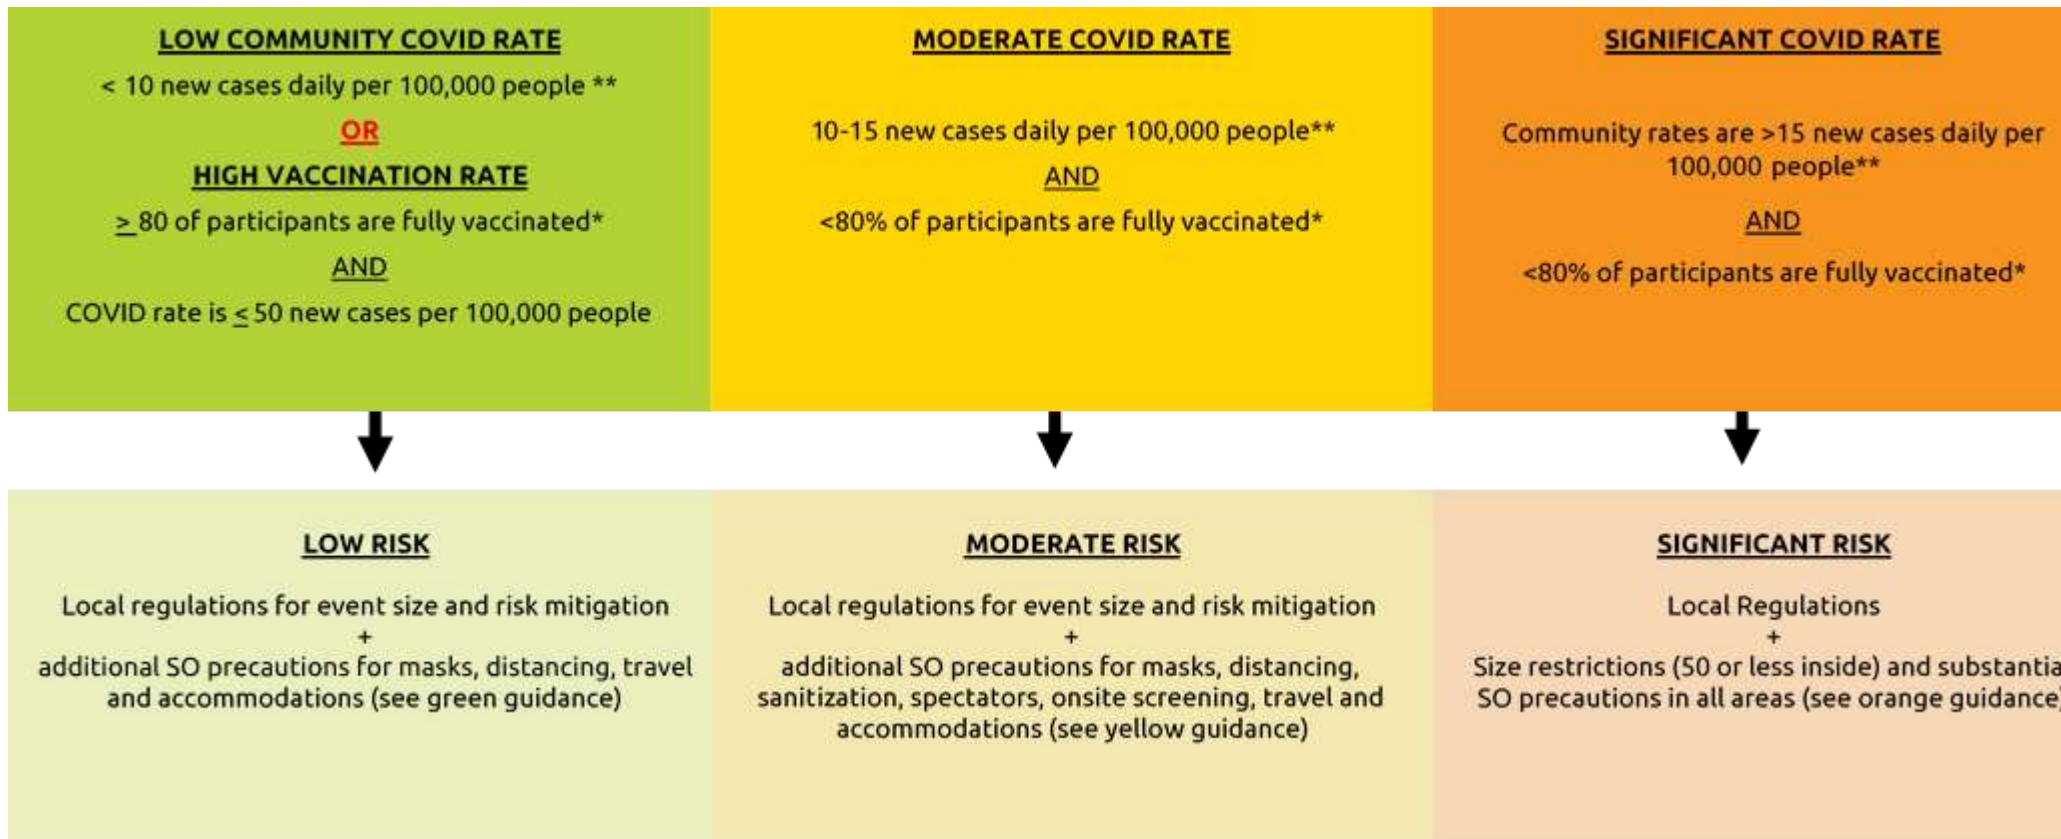 LOW COMMUNITY COVID RATE
< 10 new cases daily per 100,000 people **
OR
HIGH VACCINATION RATE
≥ 80 of participants are fully vaccinated*
AND
COVID rate is ≤ 50 new cases per 100,000 people
MODERATE COVID RATE
10-15 new cases daily per 100,000 people**
AND
<80% of participants are fully vaccinated*
SIGNIFICANT COVID RATE
Community rates are >15 new cases daily per
100,000 people**
AND
<80% of participants are fully vaccinated*
LOW RISK
Local regulations for event size and risk mitigation
+
additional SO precautions for masks, distancing, travel
and accommodations (see green guidance)
MODERATE RISK
Local regulations for event size and risk mitigation
+
additional SO precautions for masks, distancing,
sanitization, spectators, onsite screening, travel and
accommodations (see yellow guidance)
SIGNIFICANT RISK
Local Regulations
+
Size restrictions (50 or less inside) and substantia
SO precautions in all areas (see orange guidance)